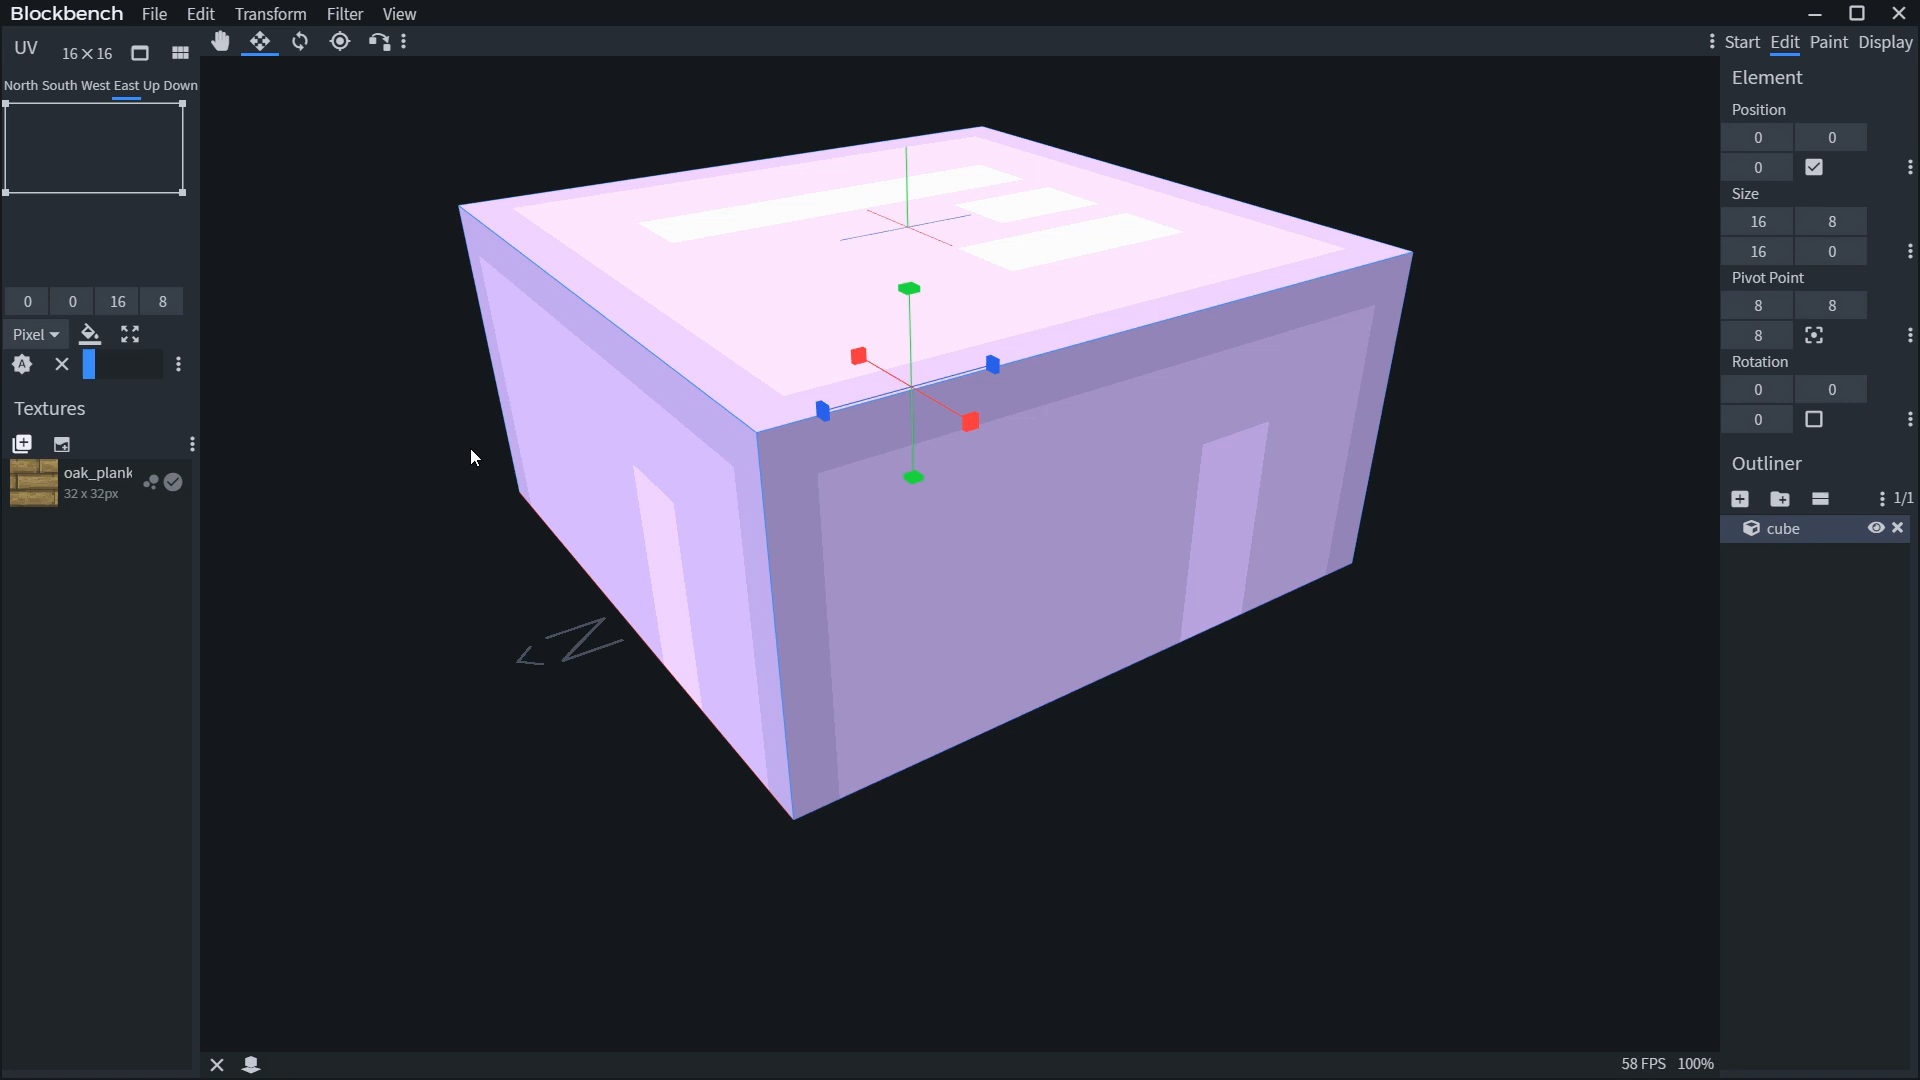 Blockbench File Edit Transform Filter View
UV 16×16
North South West East Up Down
0 0 16 8
Pixel
A
Textures
oak_plank
32 x 32px
N
Start Edit Paint Display
Element
Position
0 0
0
Size
16 8
16 0
Pivot Point
8 8
8
Rotation
0 0
0
Outliner
1/1
cube
58 FPS 100%